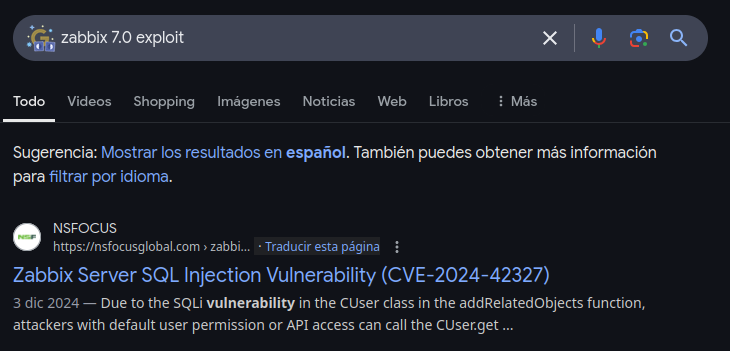 zabbix 7.0 exploit
Todo Videos Shopping Imágenes Noticias Web Libros Más
Sugerencia: Mostrar los resultados en español. También puedes obtener más información
para filtrar por idioma.
NSF
NSFOCUS
https://nsfocusglobal.com › zabbi... · Traducir esta página
Zabbix Server SQL Injection Vulnerability (CVE-2024-42327)
3 dic 2024 — Due to the SQLi vulnerability in the CUser class in the addRelatedObjects function,
attackers with default user permission or API access can call the CUser.get ...